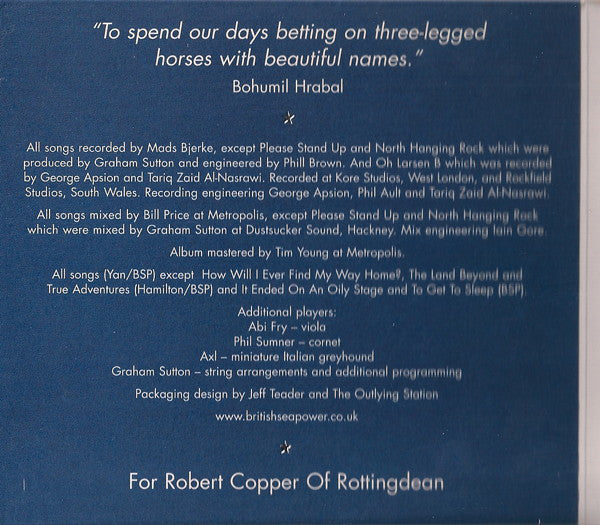 "To spend our days betting on three-legged
horses with beautiful names."
Bohumil Hrabal
All songs recorded by Mads Bjerke, except Please Stand Up and North Hanging Rock which were
produced by Graham Sutton and engineered by Phill Brown. And Oh Larsen B which was recorded
by George Apsion and Tariq Zaid Al-Nasrawi. Recorded at Kore Studios, West London, and Rockfield
Studios, South Wales. Recording engineering George Apsion, Phil Ault and Tariq Zaid Al-Nasrawi.
All songs mixed by Bill Price at Metropolis, except Please Stand Up and North Hanging Rock
which were mixed by Graham Sutton at Dustsucker Sound, Hackney. Mix engineering Iain Gore.
Album mastered by Tim Young at Metropolis.
All songs (Yan/BSP) except How Will I Ever Find My Way Home?, The Land Beyond and
True Adventures (Hamilton/BSP) and It Ended On An Oily Stage and To Get To Sleep (BSP).
Additional players:
Abi Fry – viola
Phil Sumner – cornet
Axl – miniature Italian greyhound
Graham Sutton – string arrangements and additional programming
Packaging design by Jeff Teader and The Outlying Station
www.britishseapower.co.uk
For Robert Copper Of Rottingdean